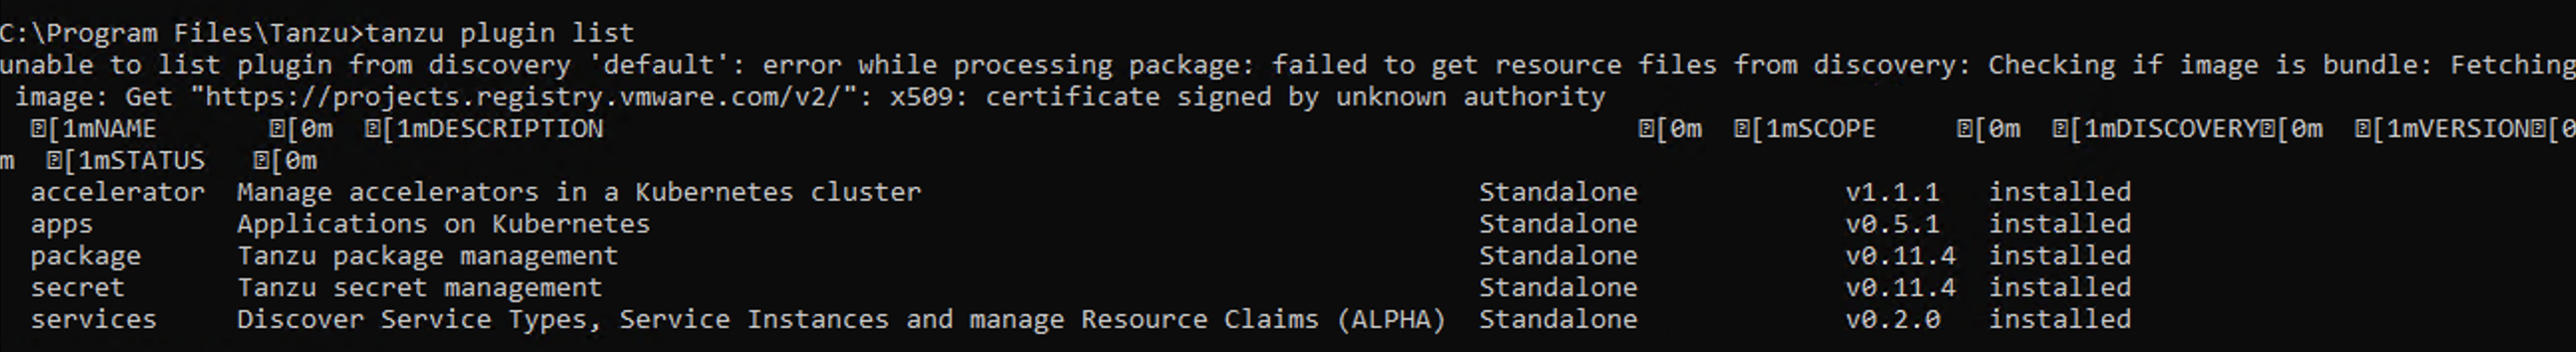 C:\Program Files\Tanzu>tanzu plugin list
unable to list plugin from discovery 'default': error while processing package: failed to get resource files from discovery: Checking if image is bundle: Fetching
 image: Get "https://projects.registry.vmware.com/v2/": x509: certificate signed by unknown authority
  ␛[1mNAME       ␛[0m  ␛[1mDESCRIPTION                                                                 ␛[0m  ␛[1mSCOPE     ␛[0m  ␛[1mDISCOVERY␛[0m  ␛[1mVERSION␛[0
m  ␛[1mSTATUS   ␛[0m
  accelerator  Manage accelerators in a Kubernetes cluster                                   Standalone             v1.1.1   installed
  apps         Applications on Kubernetes                                                    Standalone             v0.5.1   installed
  package      Tanzu package management                                                      Standalone             v0.11.4  installed
  secret       Tanzu secret management                                                       Standalone             v0.11.4  installed
  services     Discover Service Types, Service Instances and manage Resource Claims (ALPHA)  Standalone             v0.2.0   installed